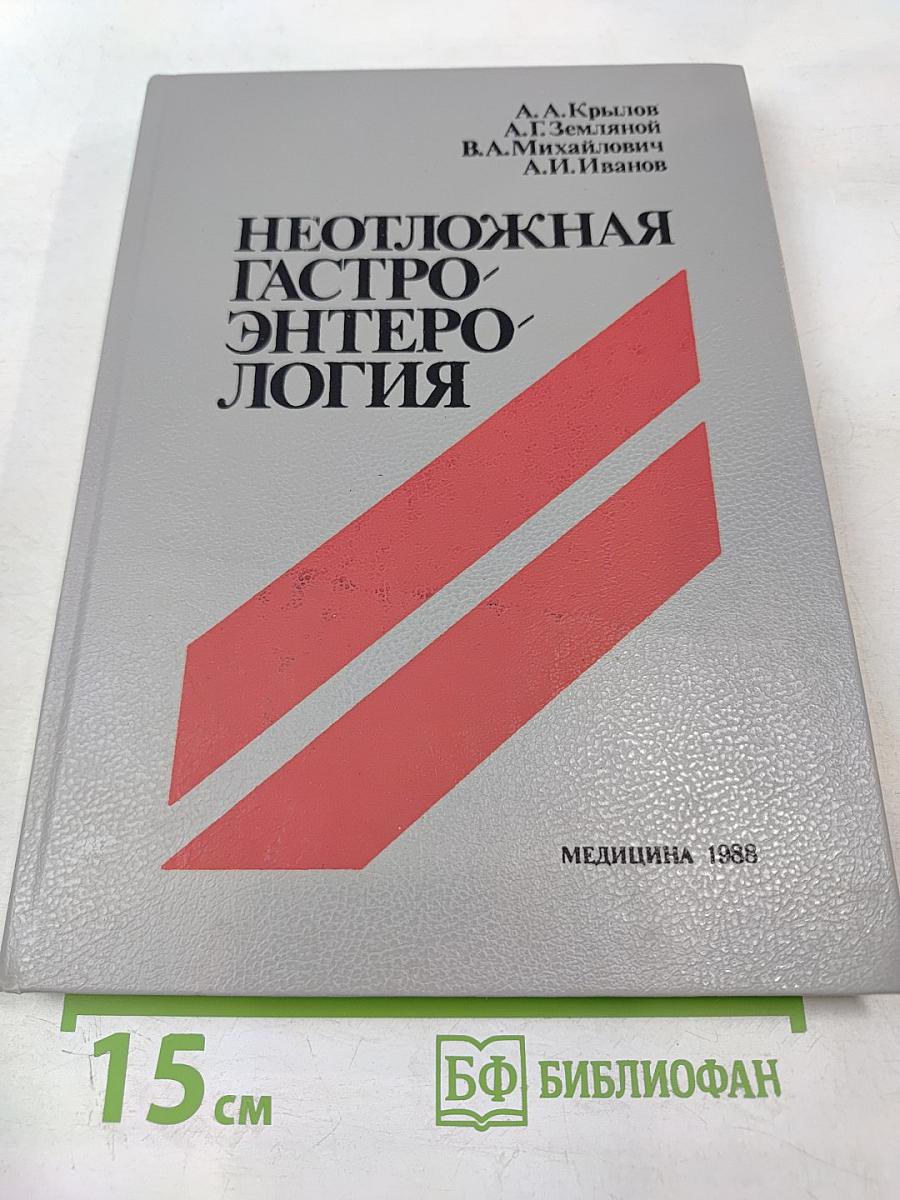 А. А. Крылов
А. Г. Земляной
В. А. Михайлович
А. И. Иванов
НЕОТЛОЖНАЯ
ГАСТРО-
ЭНТЕРО-
ЛОГИЯ
МЕДИЦИНА 1988
15 см
БФ БИБЛИОФАН